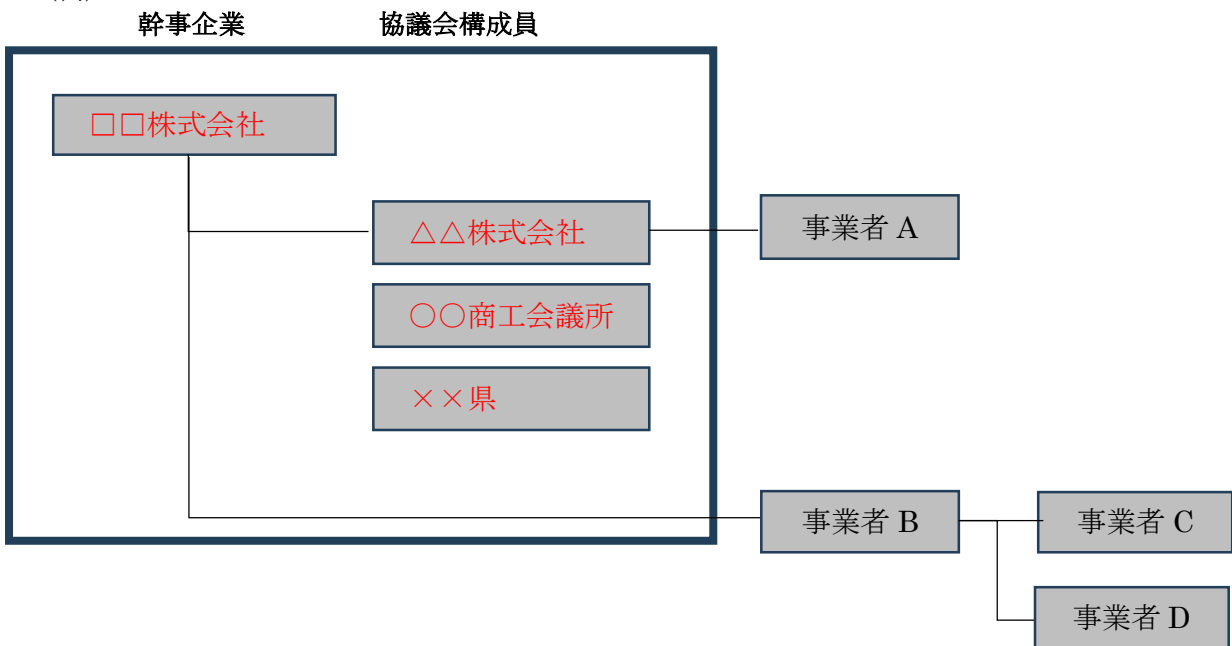 幹事企業 協議会構成員
□□株式会社
△△株式会社 事業者 A
○○商工会議所
××県
事業者 B 事業者 C
事業者 D